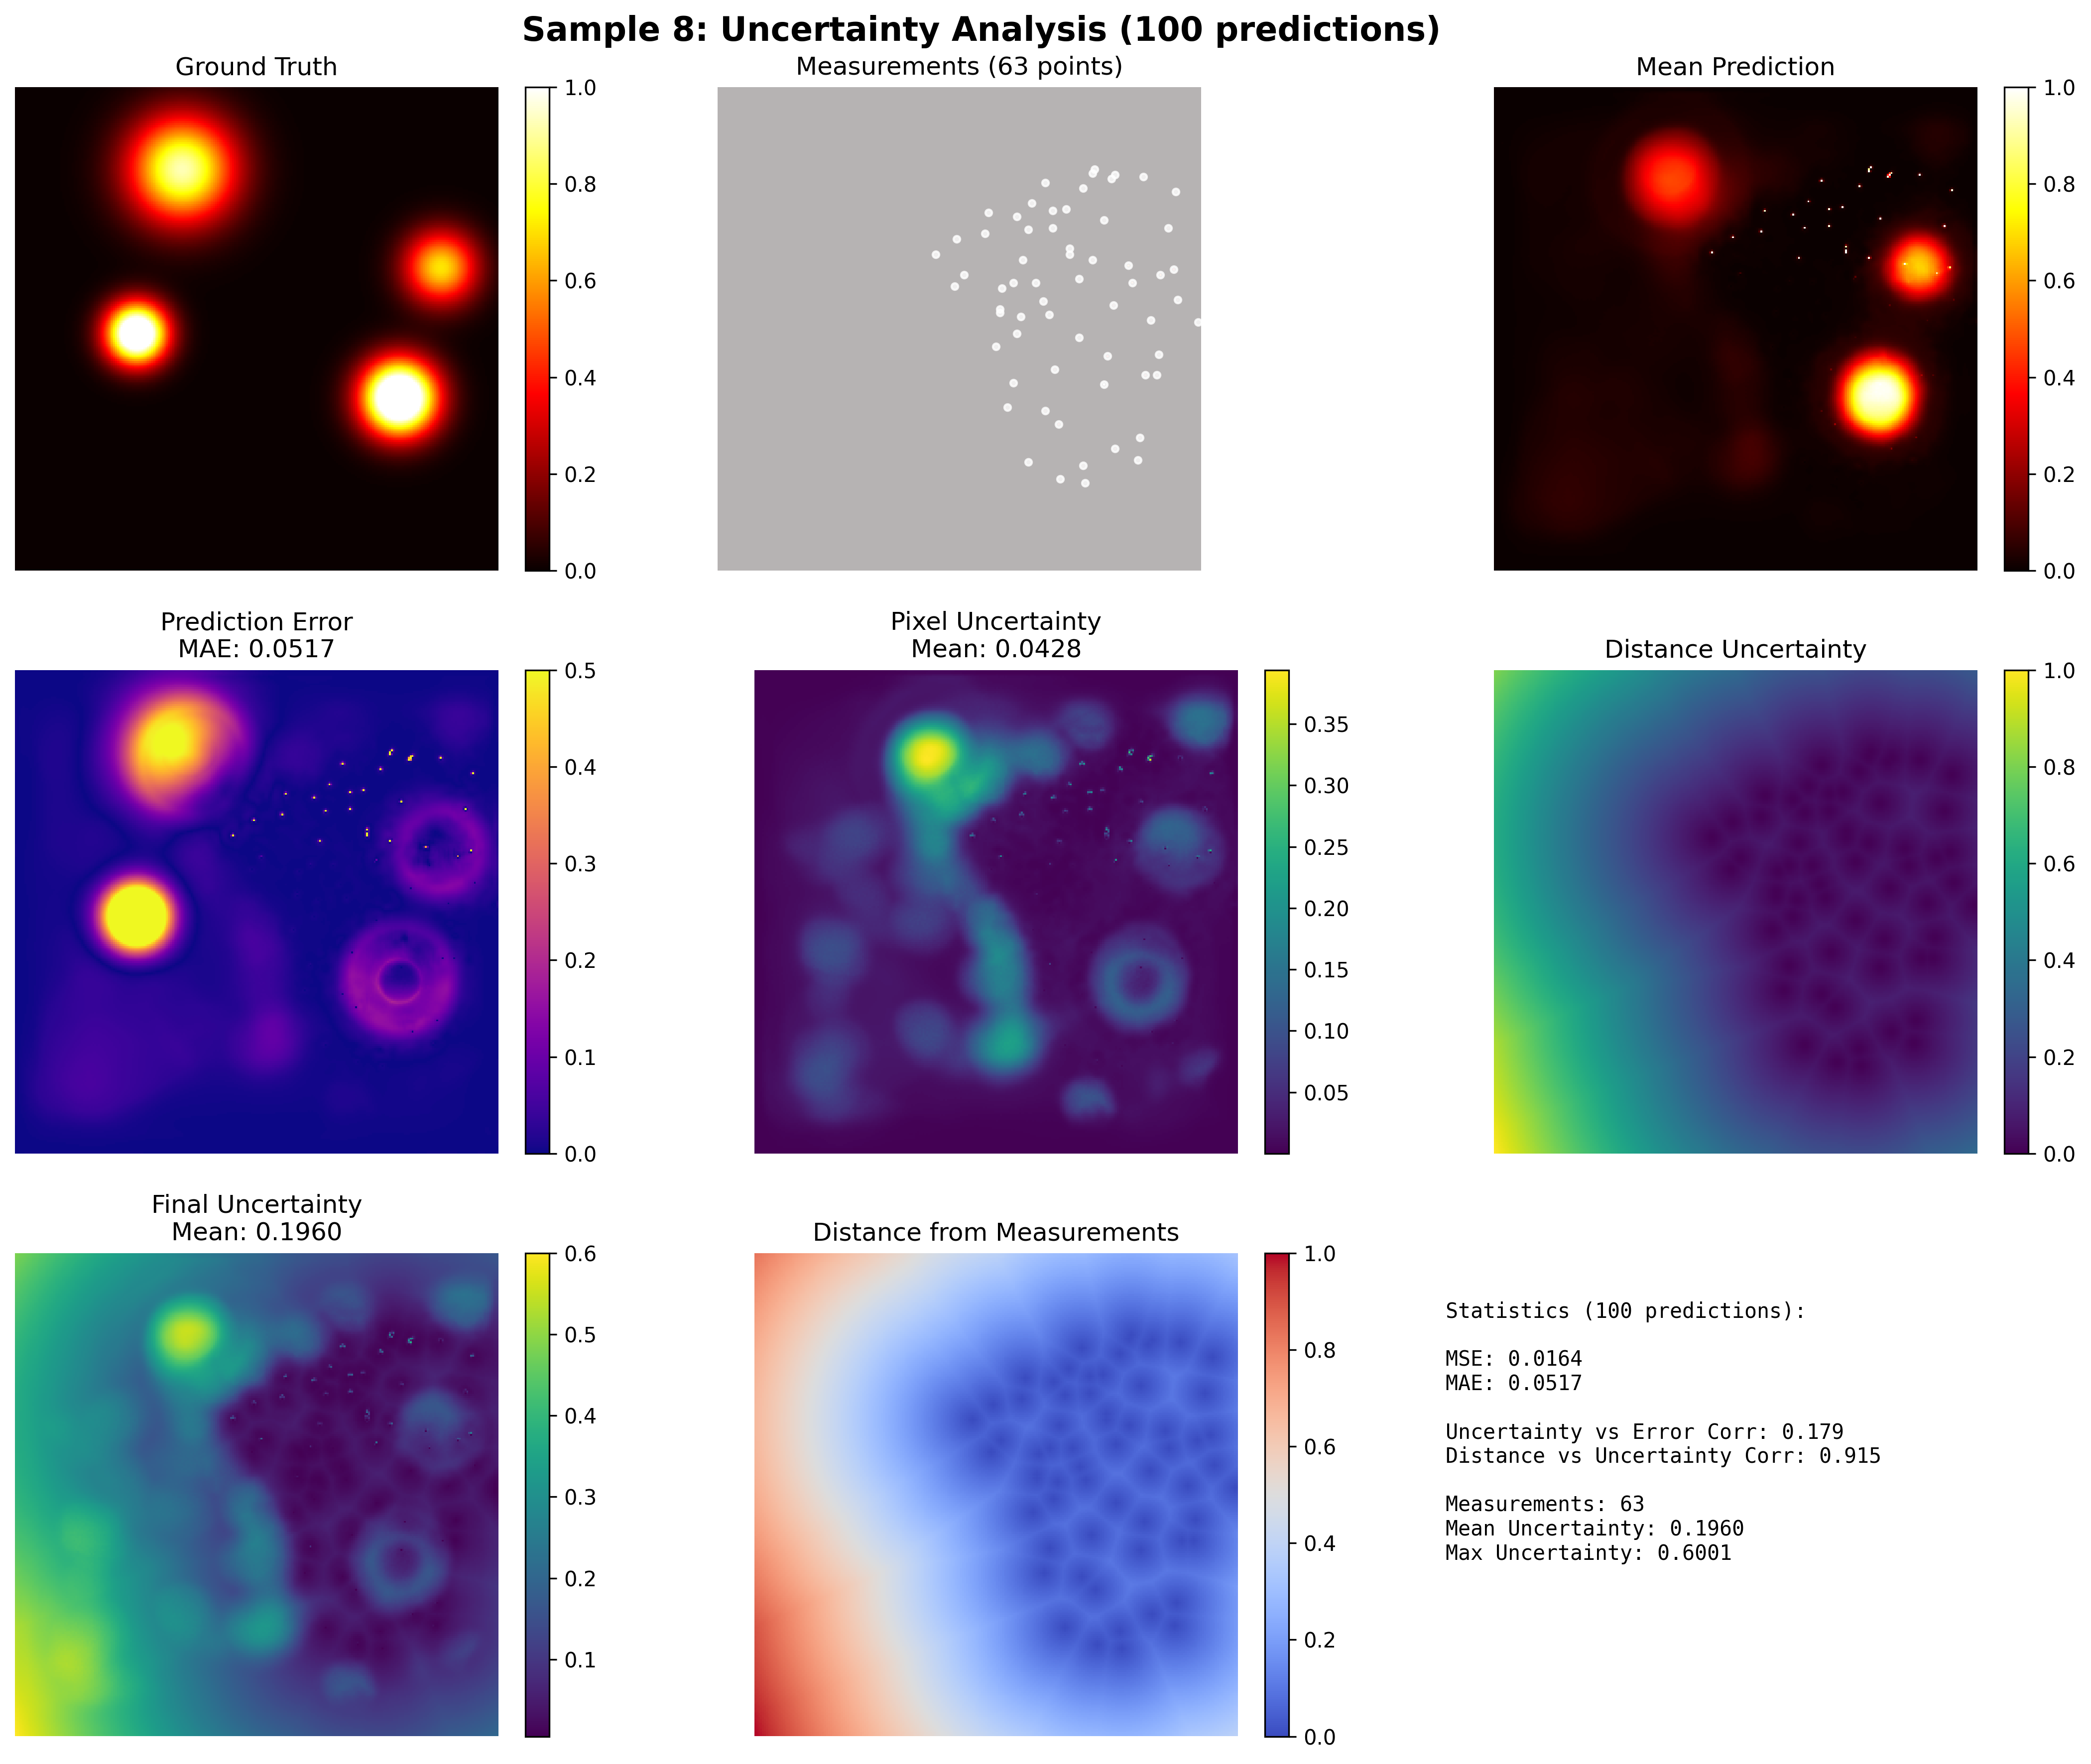 Sample 8: Uncertainty Analysis (100 predictions)
Ground Truth
1.0
0.8
0.6
0.4
0.2
0.0
Measurements (63 points)
Mean Prediction
1.0
0.8
0.6
0.4
0.2
0.0
Prediction Error
MAE: 0.0517
0.5
0.4
0.3
0.2
0.1
0.0
Pixel Uncertainty
Mean: 0.0428
0.35
0.30
0.25
0.20
0.15
0.10
0.05
Distance Uncertainty
1.0
0.8
0.6
0.4
0.2
0.0
Final Uncertainty
Mean: 0.1960
0.6
0.5
0.4
0.3
0.2
0.1
Distance from Measurements
1.0
0.8
0.6
0.4
0.2
0.0
Statistics (100 predictions):
MSE: 0.0164
MAE: 0.0517
Uncertainty vs Error Corr: 0.179
Distance vs Uncertainty Corr: 0.915
Measurements: 63
Mean Uncertainty: 0.1960
Max Uncertainty: 0.6001